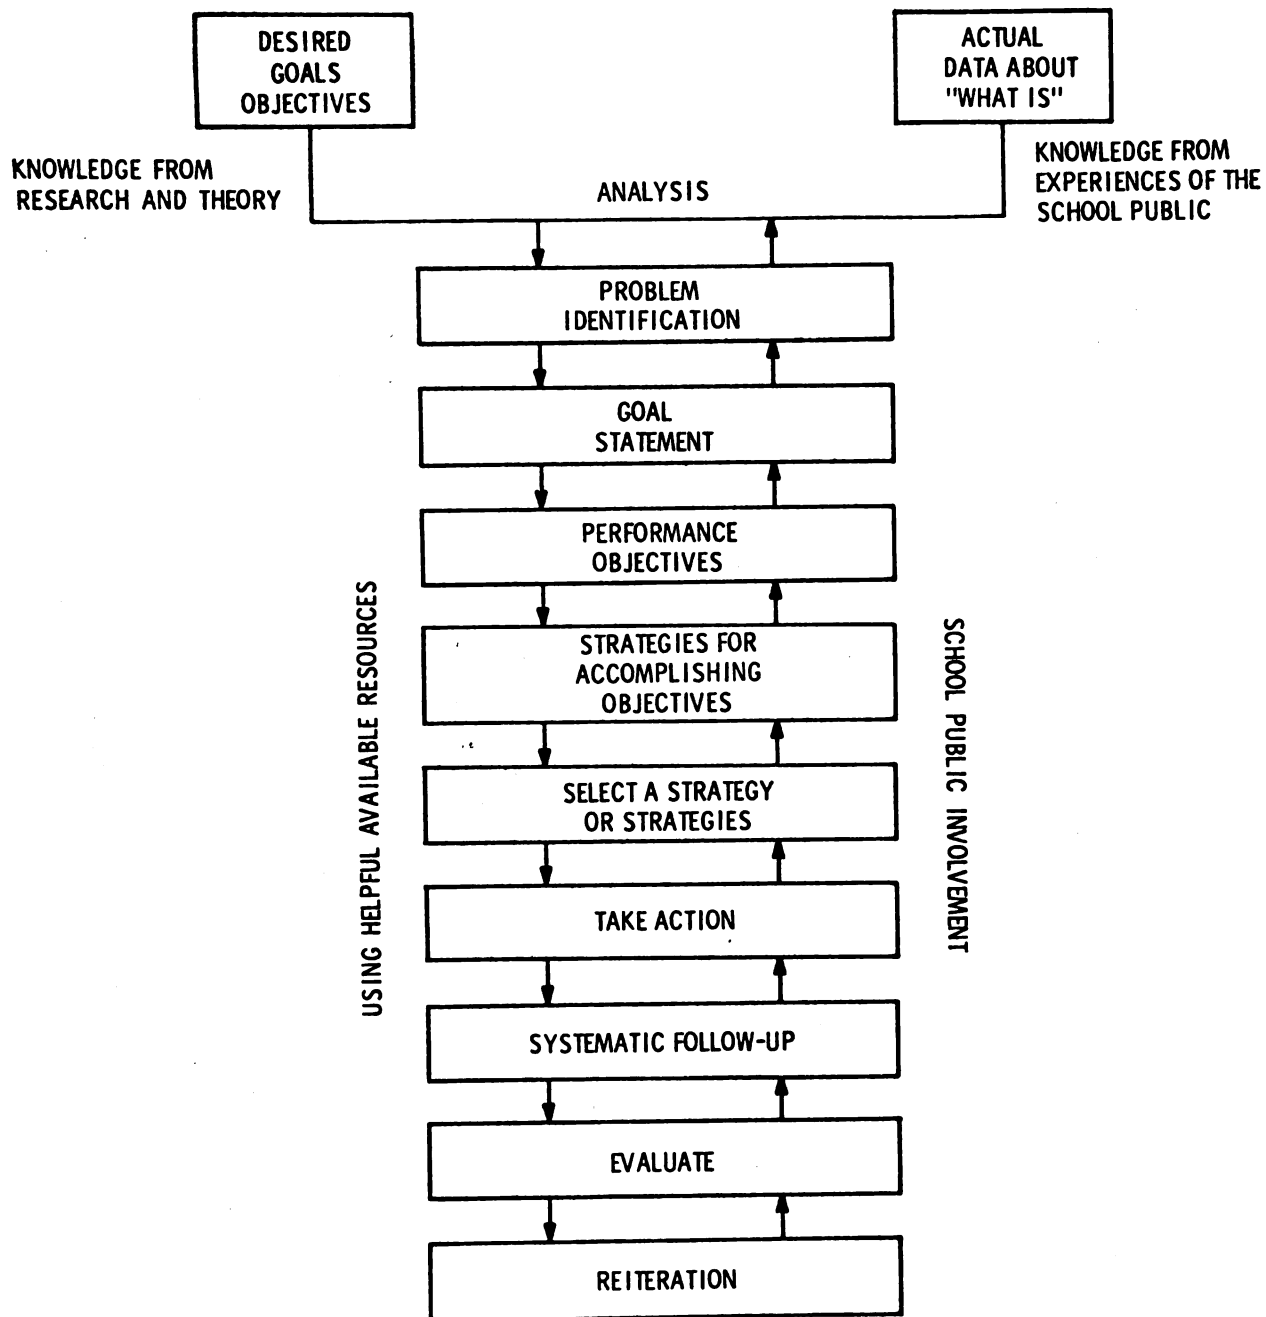 DESIRED
GOALS
OBJECTIVES
ACTUAL
DATA ABOUT
"WHAT IS"
KNOWLEDGE FROM
RESEARCH AND THEORY
ANALYSIS
KNOWLEDGE FROM
EXPERIENCES OF THE
SCHOOL PUBLIC
PROBLEM
IDENTIFICATION
GOAL
STATEMENT
PERFORMANCE
OBJECTIVES
STRATEGIES FOR
ACCOMPLISHING
OBJECTIVES
SELECT A STRATEGY
OR STRATEGIES
TAKE ACTION
SYSTEMATIC FOLLOW-UP
EVALUATE
REITERATION
USING HELPFUL AVAILABLE RESOURCES
SCHOOL PUBLIC INVOLVEMENT